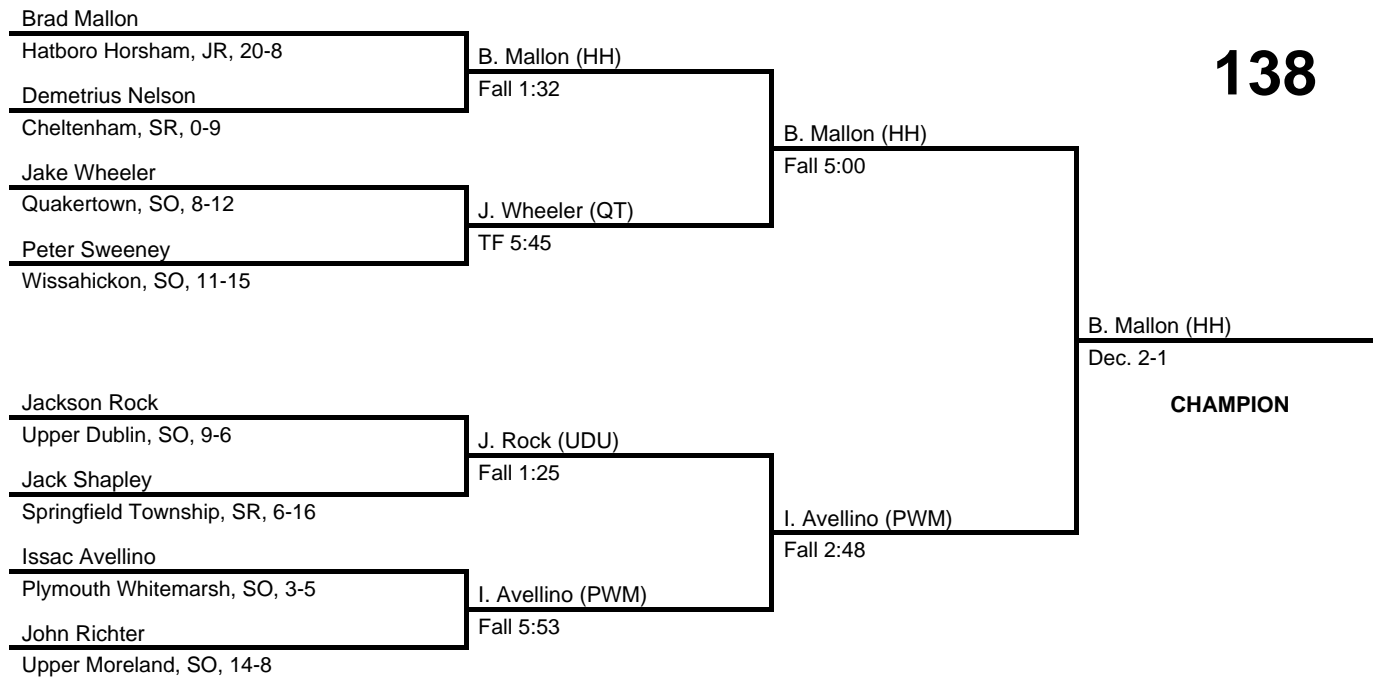 Brad Mallon
Hatboro Horsham, JR, 20-8
Demetrius Nelson
Cheltenham, SR, 0-9
Jake Wheeler
Quakertown, SO, 8-12
Peter Sweeney
Wissahickon, SO, 11-15
Jackson Rock
Upper Dublin, SO, 9-6
Jack Shapley
Springfield Township, SR, 6-16
Issac Avellino
Plymouth Whitemarsh, SO, 3-5
John Richter
Upper Moreland, SO, 14-8
B. Mallon (HH)
Fall 1:32
J. Wheeler (QT)
TF 5:45
J. Rock (UDU)
Fall 1:25
I. Avellino (PWM)
Fall 5:53
B. Mallon (HH)
Fall 5:00
I. Avellino (PWM)
Fall 2:48
138
B. Mallon (HH)
Dec. 2-1
CHAMPION